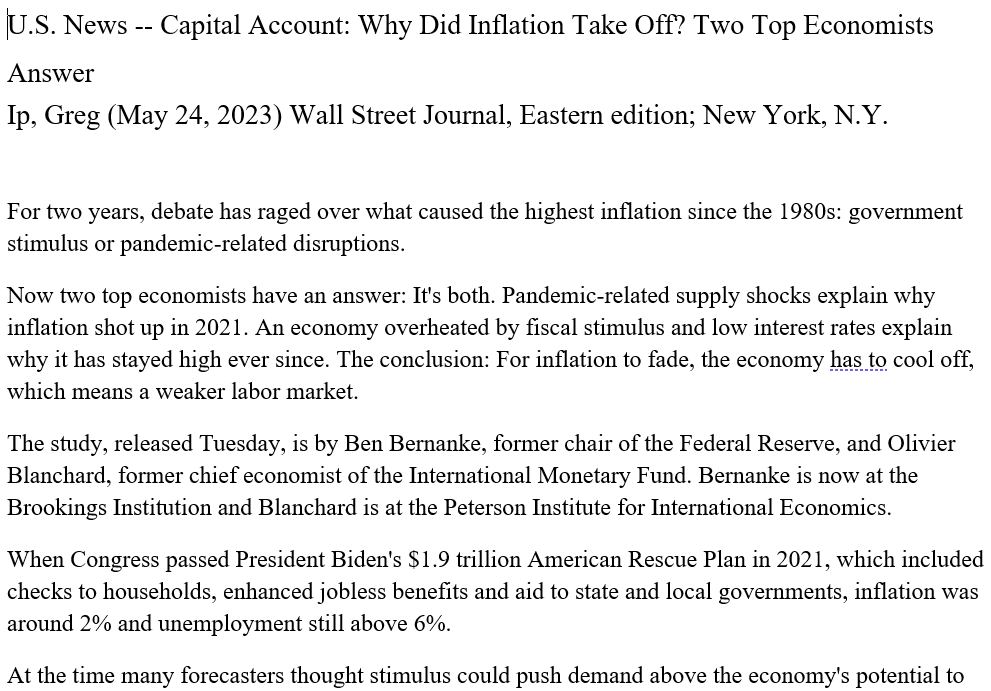 U.S. News -- Capital Account: Why Did Inflation Take Off? Two Top Economists
Answer
Ip, Greg (May 24, 2023) Wall Street Journal, Eastern edition; New York, N.Y.
For two years, debate has raged over what caused the highest inflation since the 1980s: government
stimulus or pandemic-related disruptions.
Now two top economists have an answer: It's both. Pandemic-related supply shocks explain why
inflation shot up in 2021. An economy overheated by fiscal stimulus and low interest rates explain
why it has stayed high ever since. The conclusion: For inflation to fade, the economy has to cool off,
which means a weaker labor market.
The study, released Tuesday, is by Ben Bernanke, former chair of the Federal Reserve, and Olivier
Blanchard, former chief economist of the International Monetary Fund. Bernanke is now at the
Brookings Institution and Blanchard is at the Peterson Institute for International Economics.
When Congress passed President Biden's $1.9 trillion American Rescue Plan in 2021, which included
checks to households, enhanced jobless benefits and aid to state and local governments, inflation was
around 2% and unemployment still above 6%.
At the time many forecasters thought stimulus could push demand above the economy's potential to